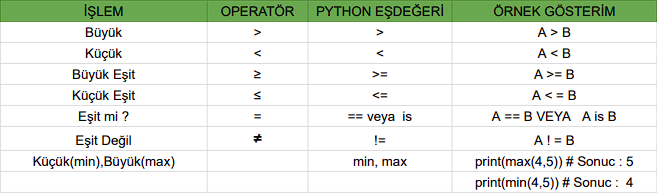 İŞLEM OPERATÖR PYTHON EŞDEĞERİ ÖRNEK GÖSTERİM
Büyük > > A > B
Küçük < < A < B
Büyük Eşit ≥ >= A >= B
Küçük Eşit ≤ <= A < = B
Eşit mi ? = == veya is A == B VEYA A is B
Eşit Değil ≠ != A ! = B
Küçük(min),Büyük(max) min, max print(max(4,5)) # Sonuc : 5
print(min(4,5)) # Sonuc : 4